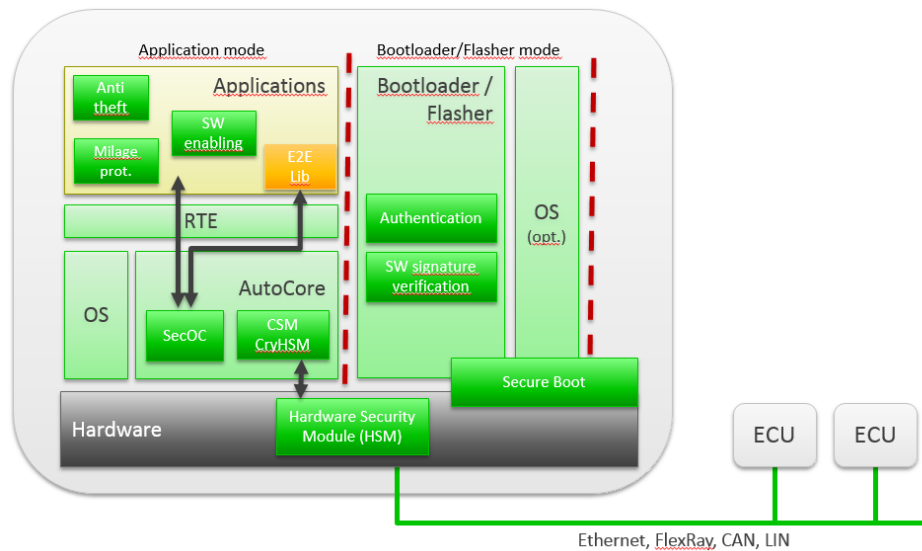 Application mode
Bootloader/Flasher mode
Anti
theft
Applications
SW
enabling
Milage
prot.
E2E
Lib
RTE
OS
AutoCore
SecOC
CSM
CryHSM
Bootloader /
Flasher
Authentication
SW signature
verification
OS
(opt.)
Secure Boot
Hardware
Hardware Security
Module (HSM)
ECU
ECU
Ethernet, FlexRay, CAN, LIN